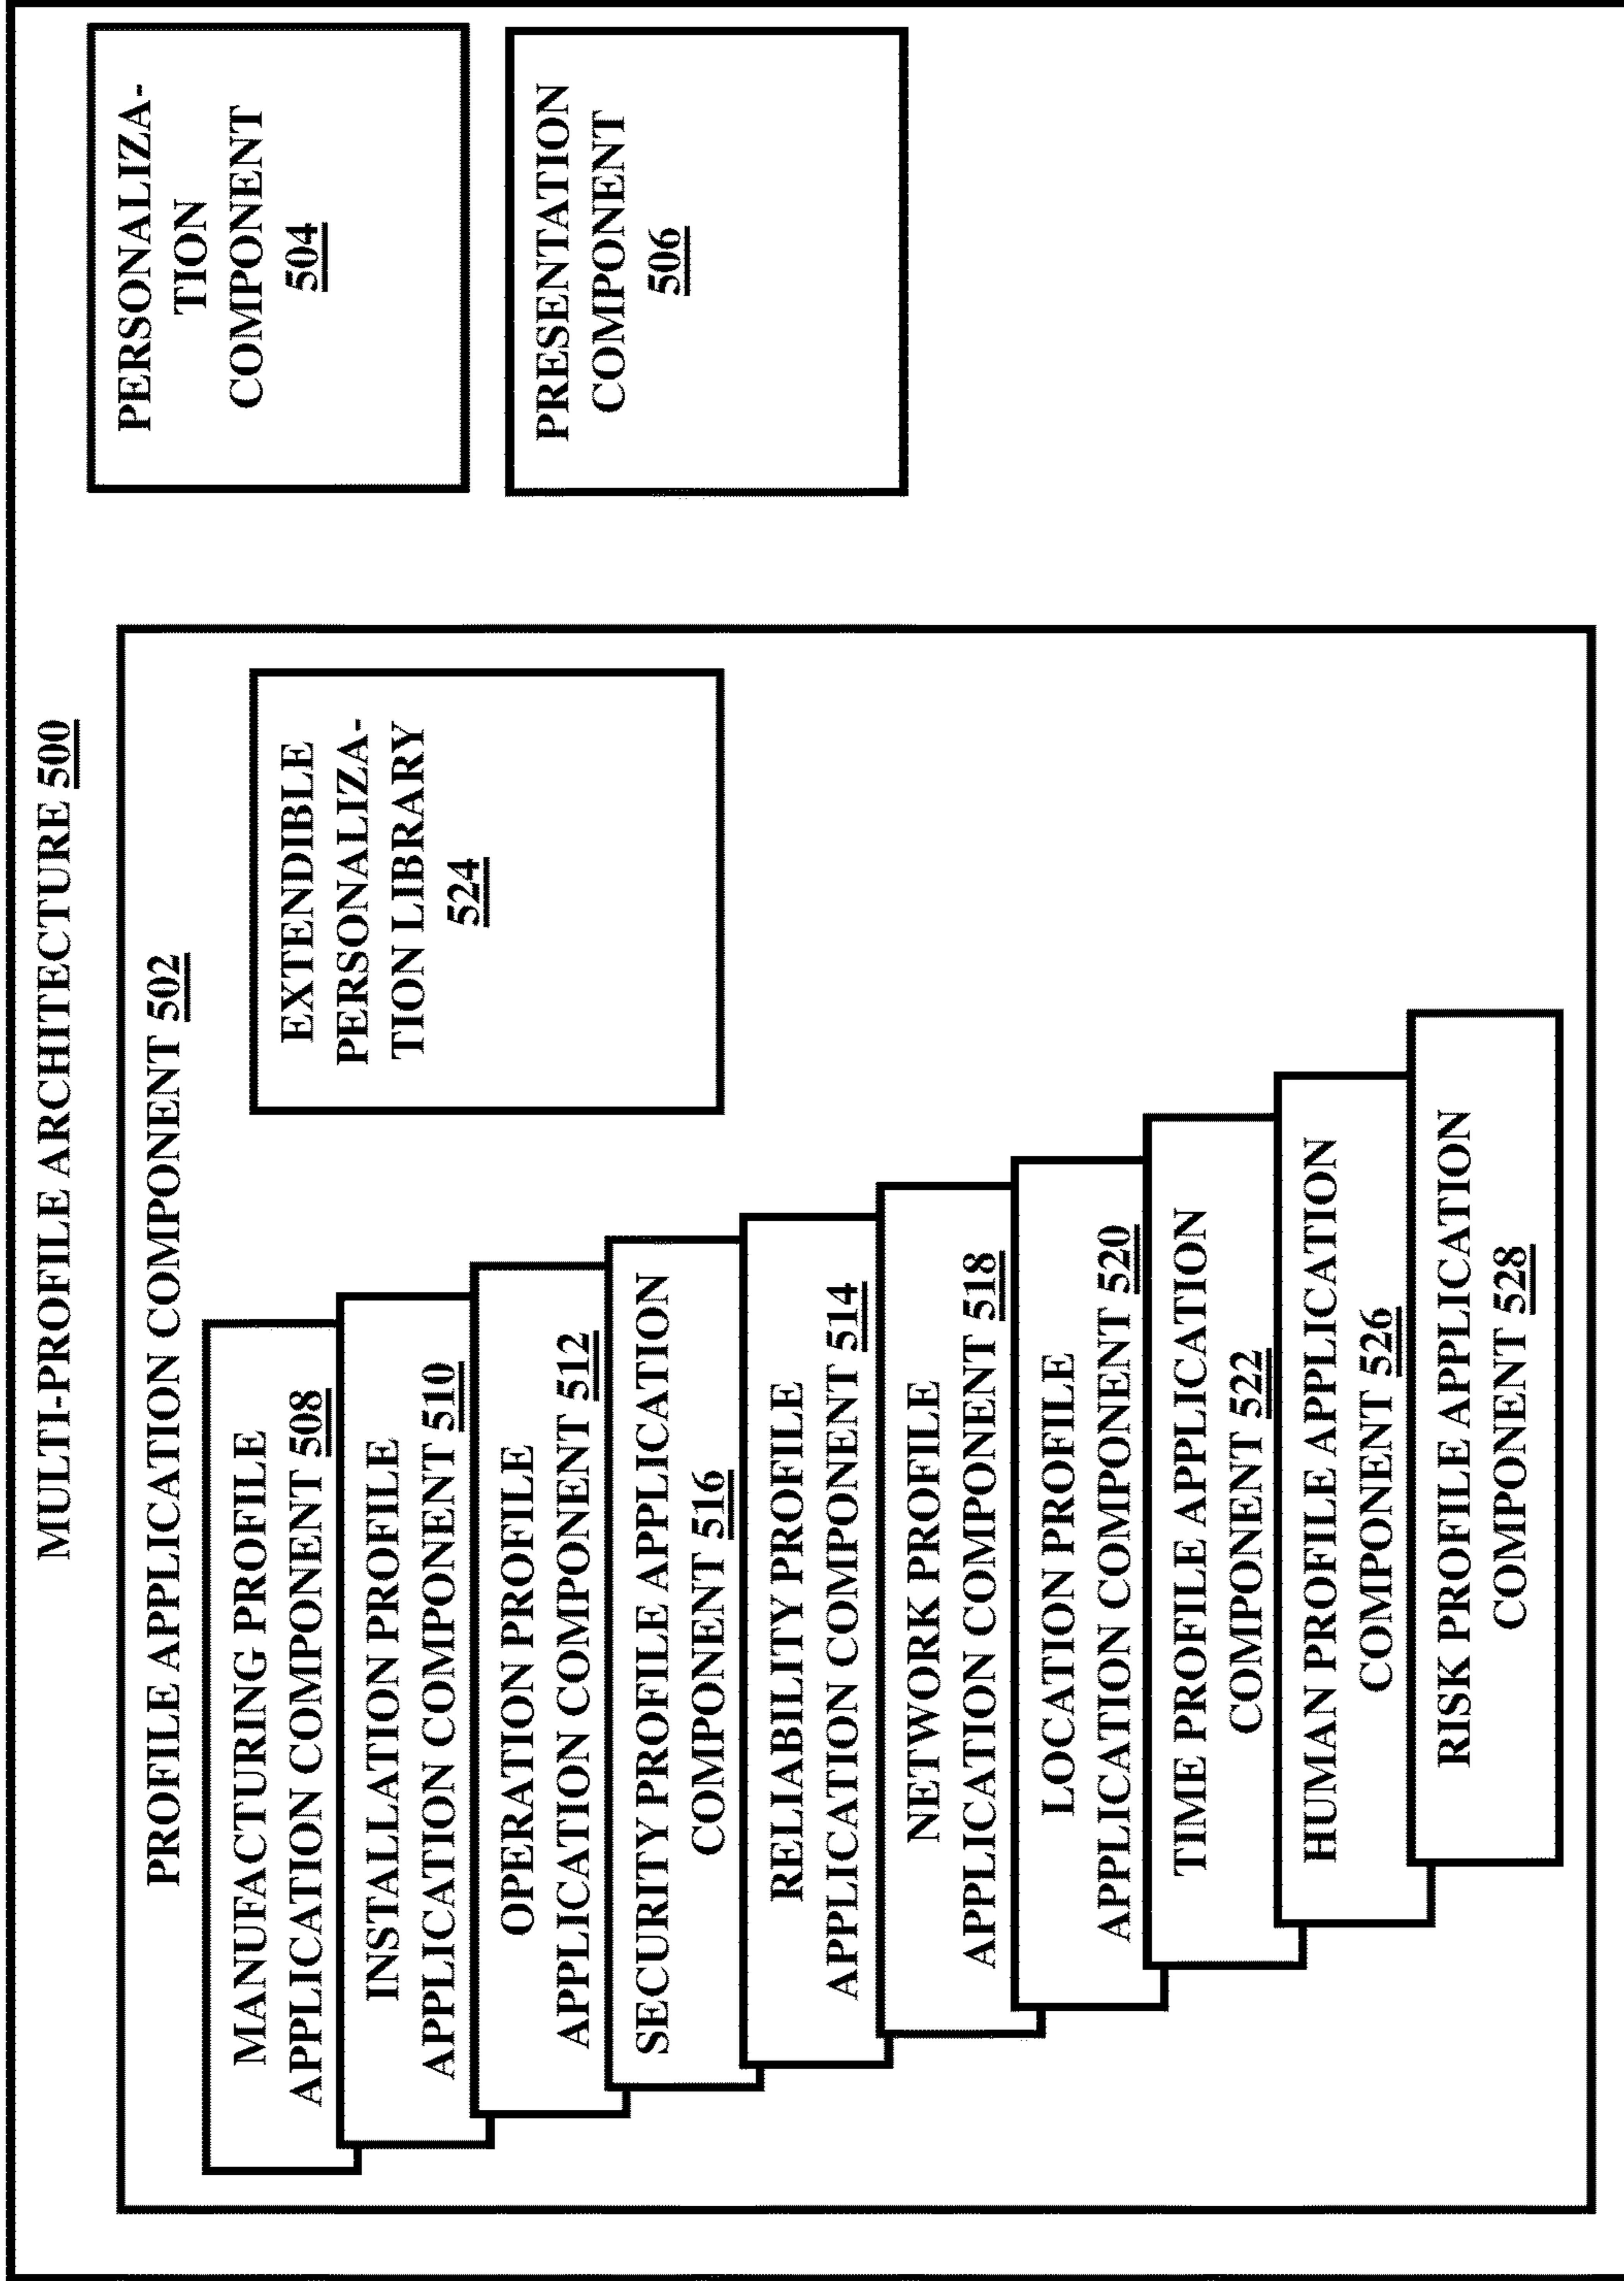 MULTI-PROFILE ARCHITECTURE 500
PROFILE APPLICATION COMPONENT 502
MANUFACTURING PROFILE
APPLICATION COMPONENT 508
INSTALLATION PROFILE
APPLICATION COMPONENT 510
OPERATION PROFILE
APPLICATION COMPONENT 512
SECURITY PROFILE APPLICATION
COMPONENT 516
RELIABILITY PROFILE
APPLICATION COMPONENT 514
NETWORK PROFILE
APPLICATION COMPONENT 518
LOCATION PROFILE
APPLICATION COMPONENT 520
TIME PROFILE APPLICATION
COMPONENT 522
HUMAN PROFILE APPLICATION
COMPONENT 526
RISK PROFILE APPLICATION
COMPONENT 528
EXTENDIBLE
PERSONALIZA-
TION LIBRARY
524
PERSONALIZA-
TION
COMPONENT
504
PRESENTATION
COMPONENT
506